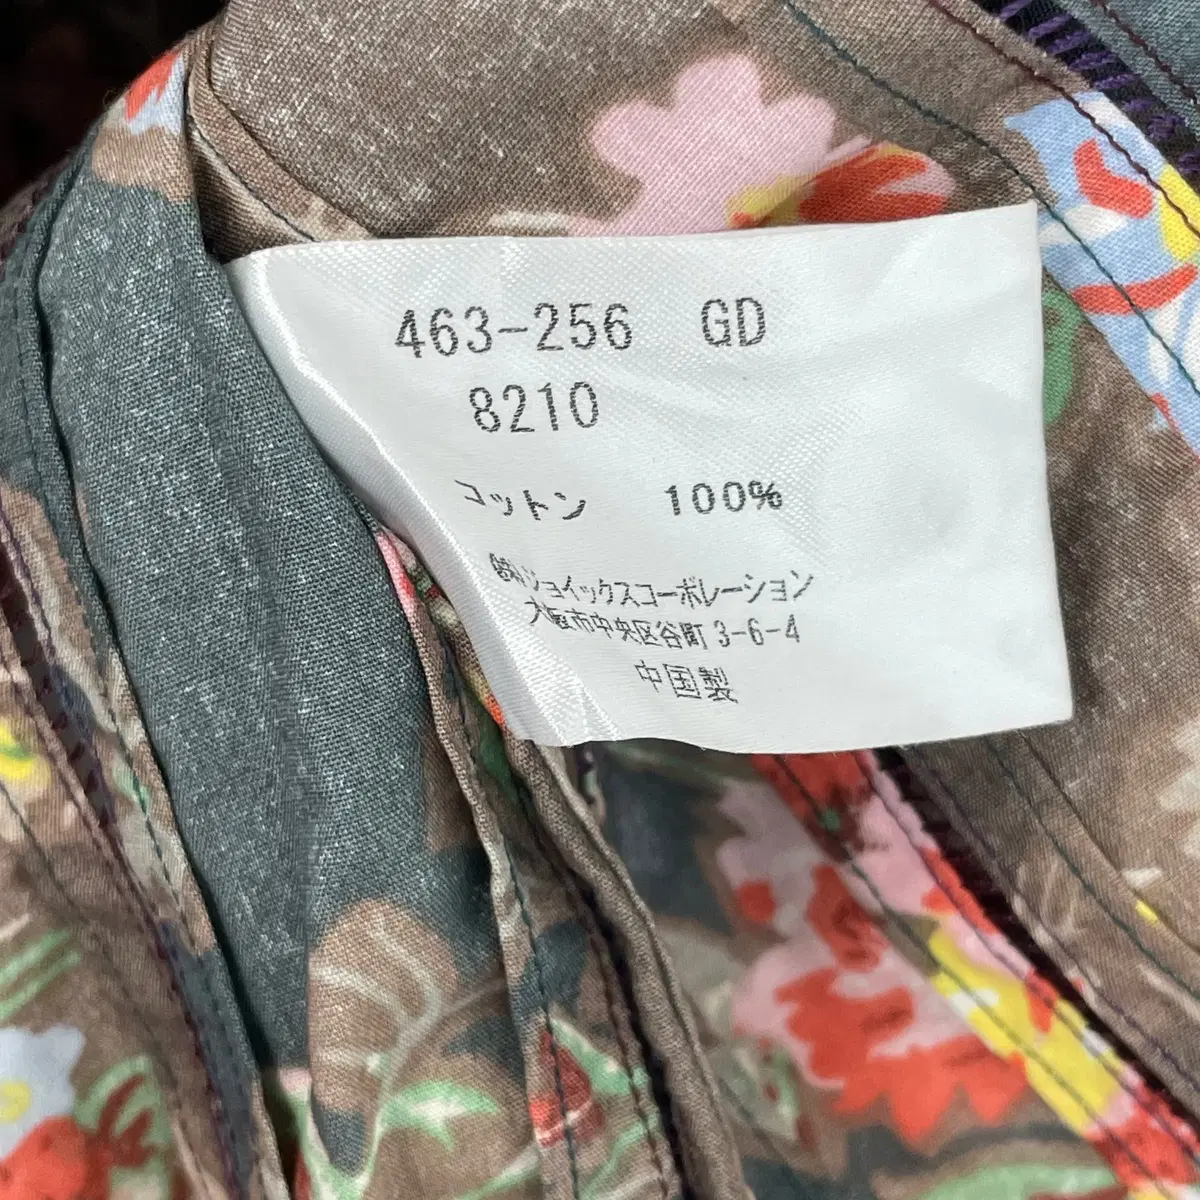 463-256 GD
8210
コットン 100%
㈱ジョイックスコーポレーション
大阪市中央区谷町 3-6-4
中国製